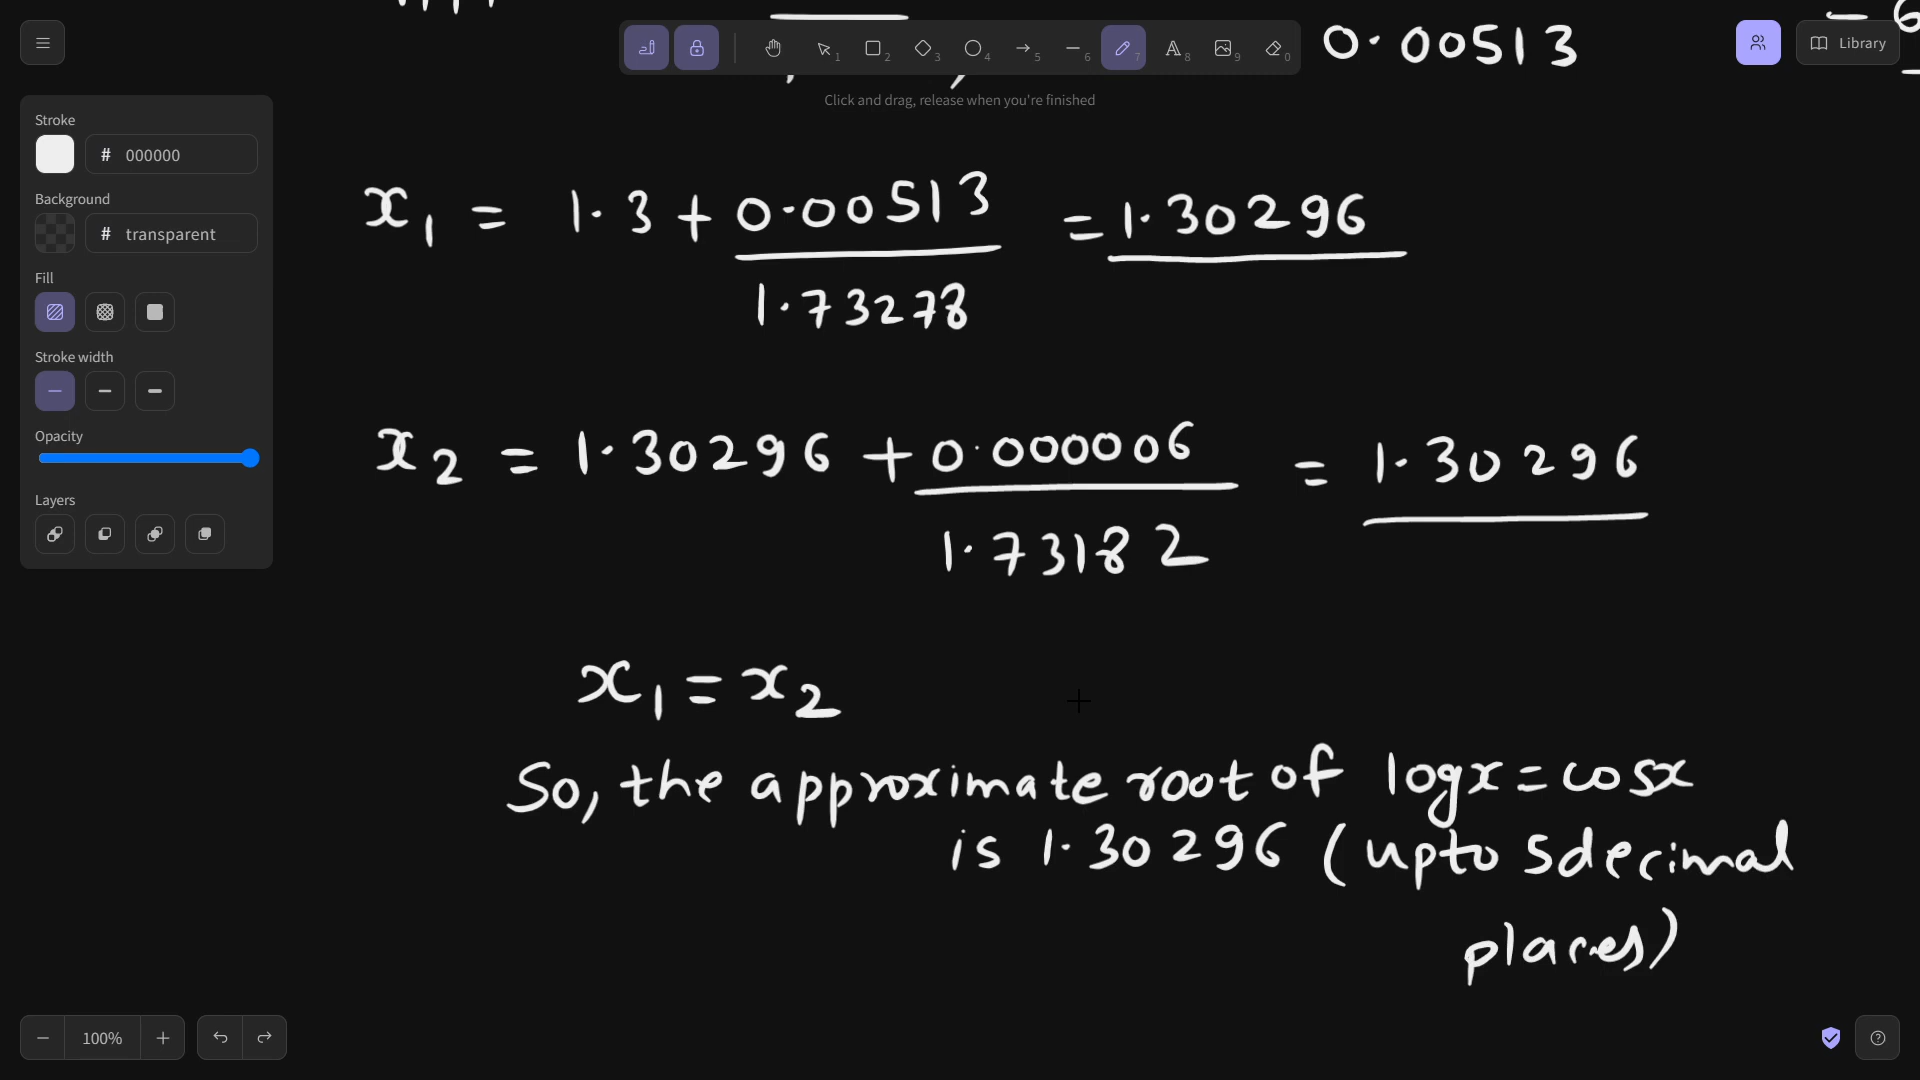 0.00513
Library
Click and drag, release when you're finished
Stroke
# 000000
Background
# transparent
Fill
Stroke width
Opacity
Layers
x₁ = 1.3 + 0.00513 / 1.73278 = 1.30296
x₂ = 1.30296 + 0.000006 / 1.73182 = 1.30296
x₁ = x₂
So, the approximate root of logx = cosx
is 1.30296 (upto 5decimal
places)
100%